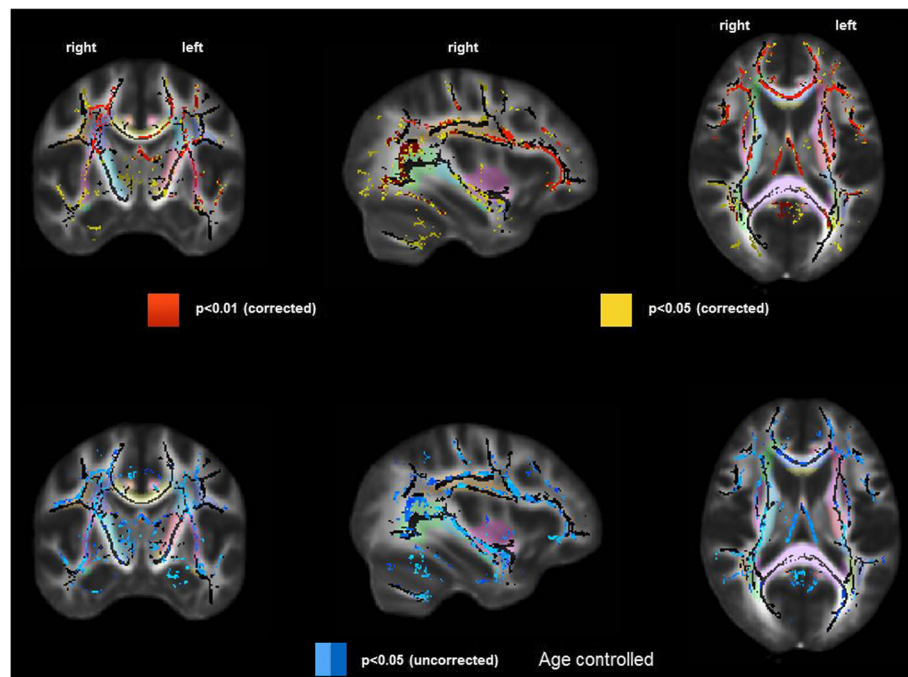 right left right right left
p<0.01 (corrected) p<0.05 (corrected)
p<0.05 (uncorrected) Age controlled